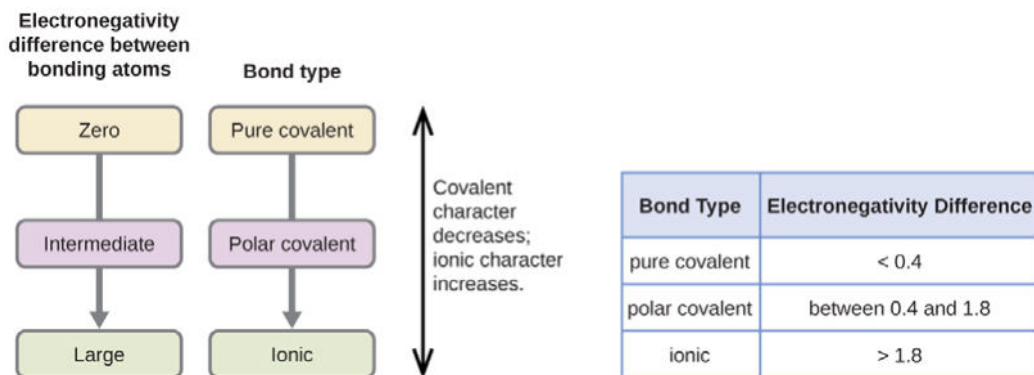 Electronegativity
difference between
bonding atoms
Bond type
Zero
Pure covalent
Intermediate
Polar covalent
Large
Ionic
Covalent
character
decreases;
ionic character
increases.
Bond Type Electronegativity Difference
pure covalent < 0.4
polar covalent between 0.4 and 1.8
ionic > 1.8